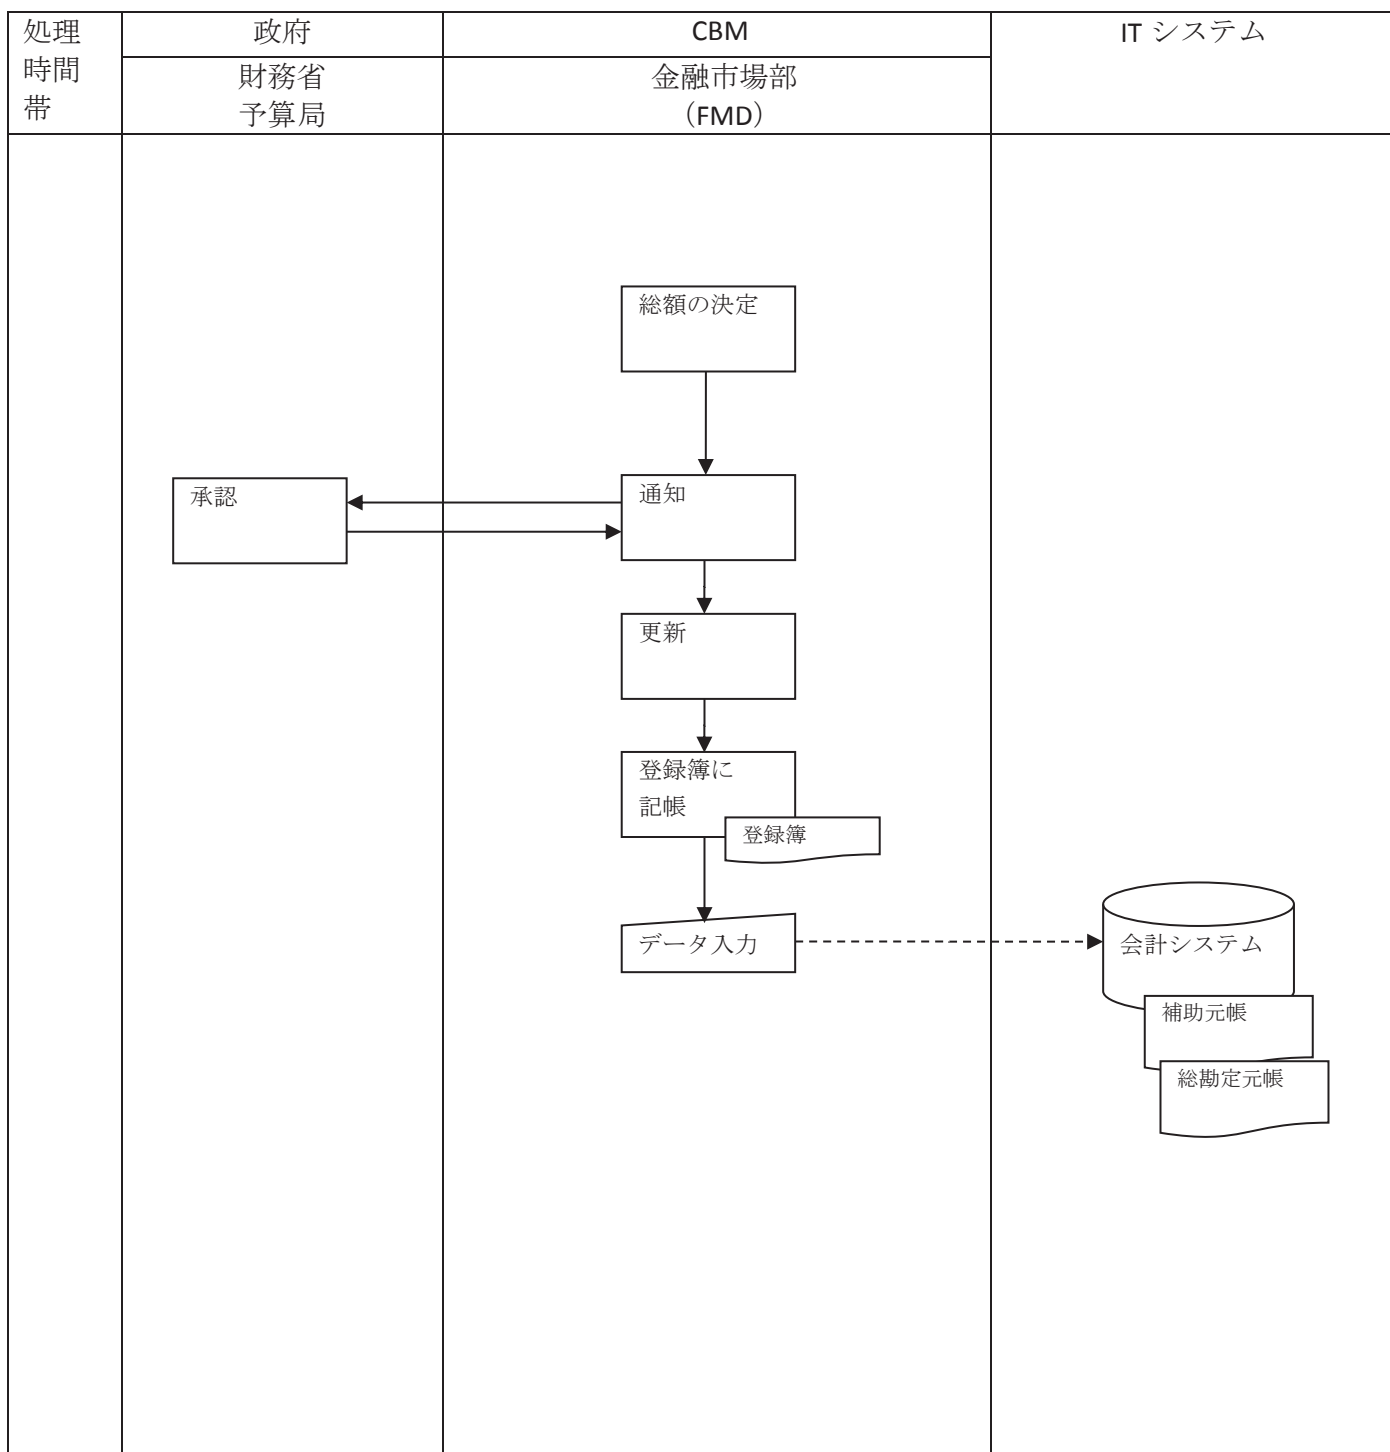 処理
時間
帯
政府
CBM
IT システム
財務省
予算局
金融市場部
（FMD）
総額の決定
承認
通知
更新
登録簿に
記帳
登録簿
データ入力
会計システム
補助元帳
総勘定元帳